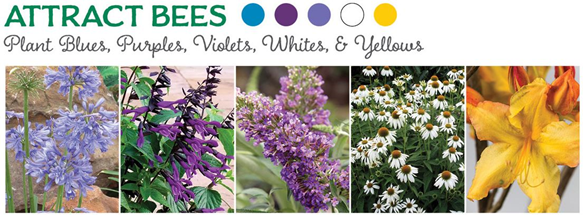 ATTRACT BEES
Plant Blues, Purples, Violets, Whites, & Yellows